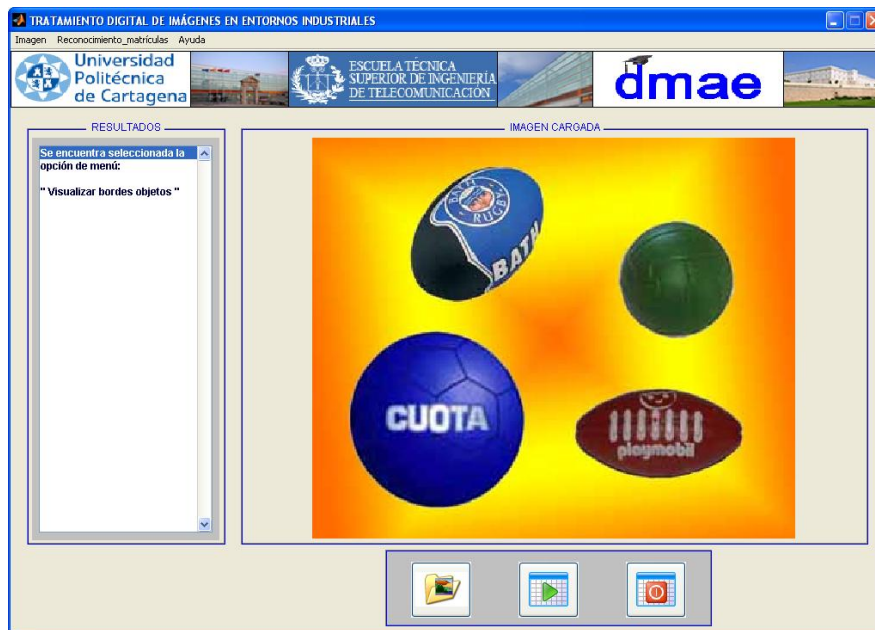 TRATAMIENTO DIGITAL DE IMÁGENES EN ENTORNOS INDUSTRIALES
Imagen Reconocimiento_matrículas Ayuda
Universidad
Politécnica
de Cartagena
ESCUELA TÉCNICA
SUPERIOR DE INGENIERÍA
DE TELECOMUNICACIÓN
dmae
RESULTADOS
IMAGEN CARGADA
Se encuentra seleccionada la
opción de menú:
" Visualizar bordes objetos "
BATH
RUGBY
BATH
CUOTA
playmobil